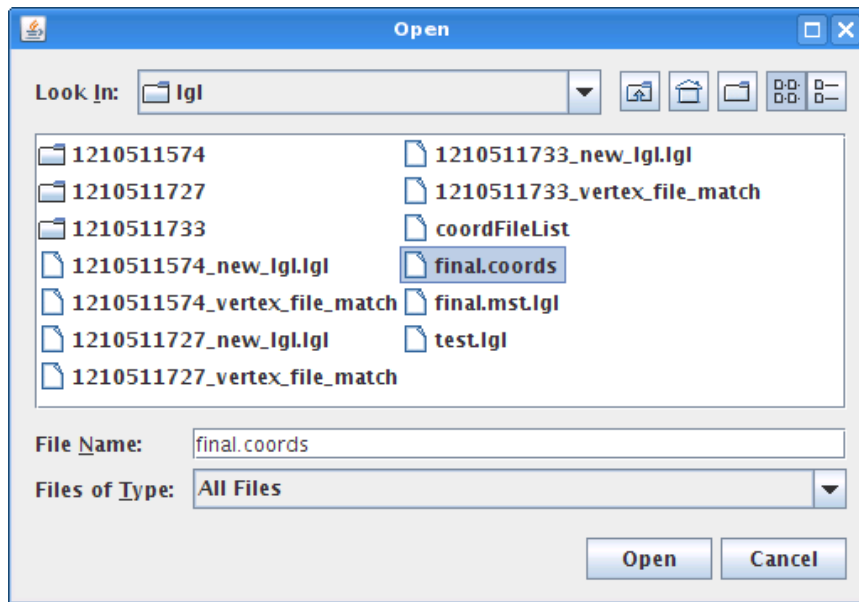 Open
Look In: lgl
1210511574
1210511727
1210511733
1210511574_new_lgl.lgl
1210511574_vertex_file_match
1210511727_new_lgl.lgl
1210511727_vertex_file_match
1210511733_new_lgl.lgl
1210511733_vertex_file_match
coordFileList
final.coords
final.mst.lgl
test.lgl
File Name: final.coords
Files of Type: All Files
Open Cancel